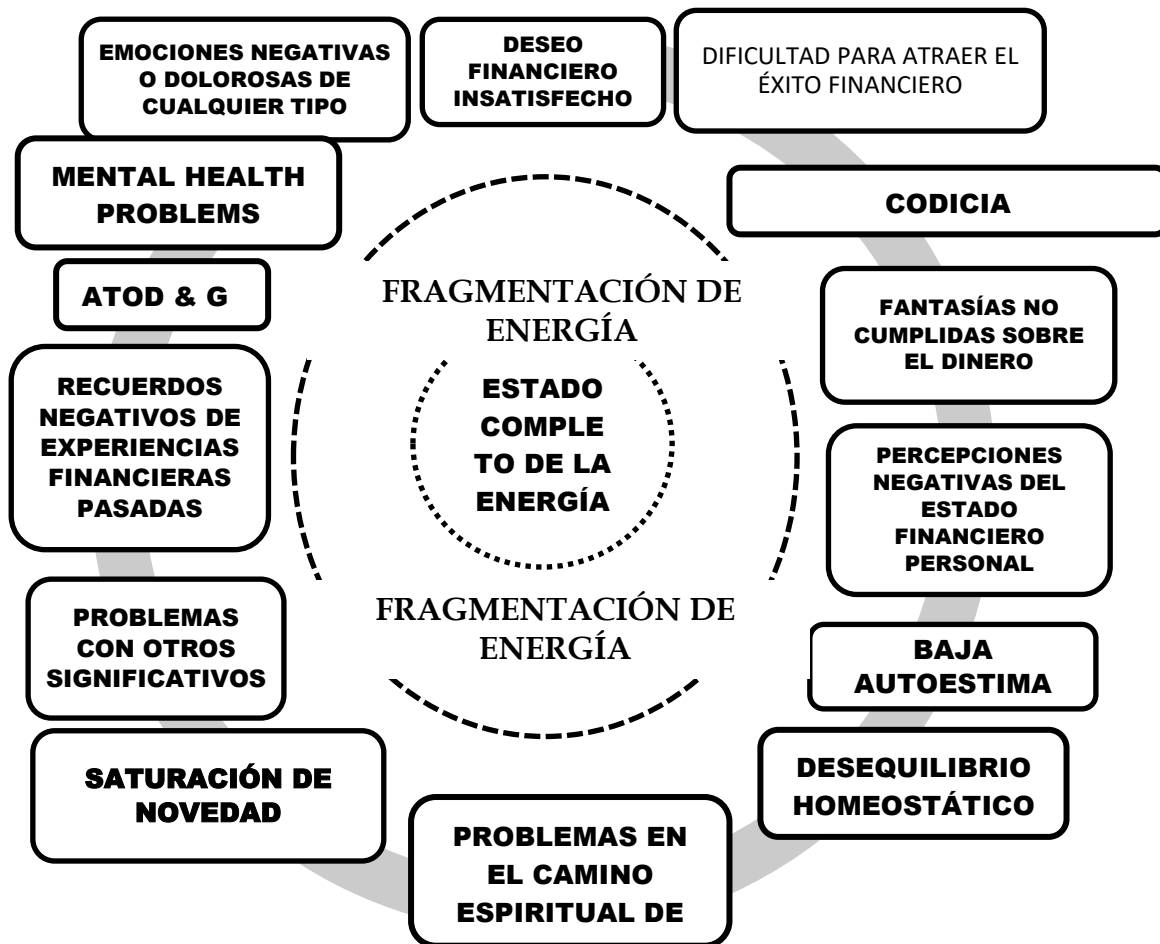 EMOCIONES NEGATIVAS
O DOLOROSAS DE
CUALQUIER TIPO
DESEO
FINANCIERO
INSATISFECHO
DIFICULTAD PARA ATRAER EL
ÉXITO FINANCIERO
MENTAL HEALTH
PROBLEMS
CODICIA
ATOD & G
FANTASÍAS NO
CUMPLIDAS SOBRE
EL DINERO
FRAGMENTACIÓN DE
ENERGÍA
RECUERDOS
NEGATIVOS DE
EXPERIENCIAS
FINANCIERAS
PASADAS
ESTADO
COMPLE
TO DE LA
ENERGÍA
PERCEPCIONES
NEGATIVAS DEL
ESTADO
FINANCIERO
PERSONAL
FRAGMENTACIÓN DE
ENERGÍA
PROBLEMAS
CON OTROS
SIGNIFICATIVOS
BAJA
AUTOESTIMA
SATURACIÓN DE
NOVEDAD
DESEQUILIBRIO
HOMEOSTÁTICO
PROBLEMAS EN
EL CAMINO
ESPIRITUAL DE